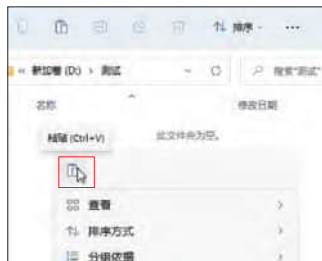 排序
« 新加卷 (D:) › 测试
搜索"测试"
名称
修改日期
粘贴 (Ctrl+V)
此文件夹为空。
查看
排序方式
分组依据